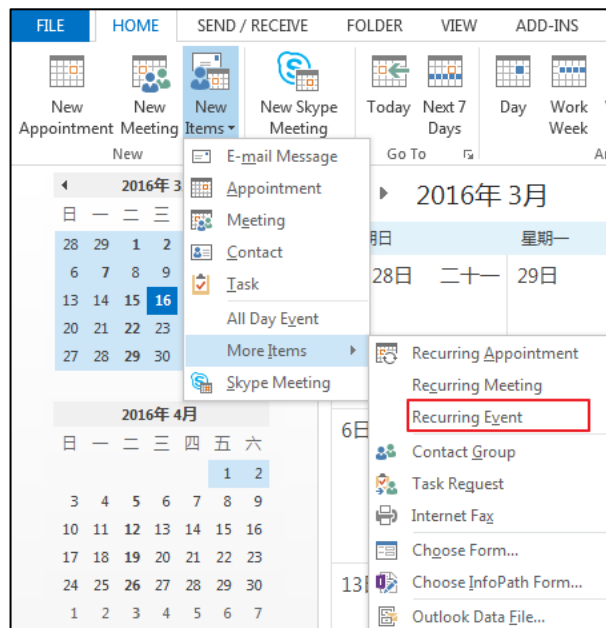 FILE HOME SEND / RECEIVE FOLDER VIEW ADD-INS
New Appointment
New Meeting
New Items
New Skype Meeting
Today
Next 7 Days
Day
Work Week
New
Go To
E-mail Message
Appointment
Meeting
Contact
Task
All Day Event
More Items
Skype Meeting
Recurring Appointment
Recurring Meeting
Recurring Event
Contact Group
Task Request
Internet Fax
Choose Form...
Choose InfoPath Form...
Outlook Data File...
2016年 3
日 一 二 三
28 29 1 2
6 7 8 9
13 14 15 16
20 21 22 23
27 28 29 30
2016年 4月
日 一 二 三 四 五 六
1 2
3 4 5 6 7 8 9
10 11 12 13 14 15 16
17 18 19 20 21 22 23
24 25 26 27 28 29 30
1 2 3 4 5 6 7
2016年 3月
期日 星期一
28日 二十一 29日
6日
13